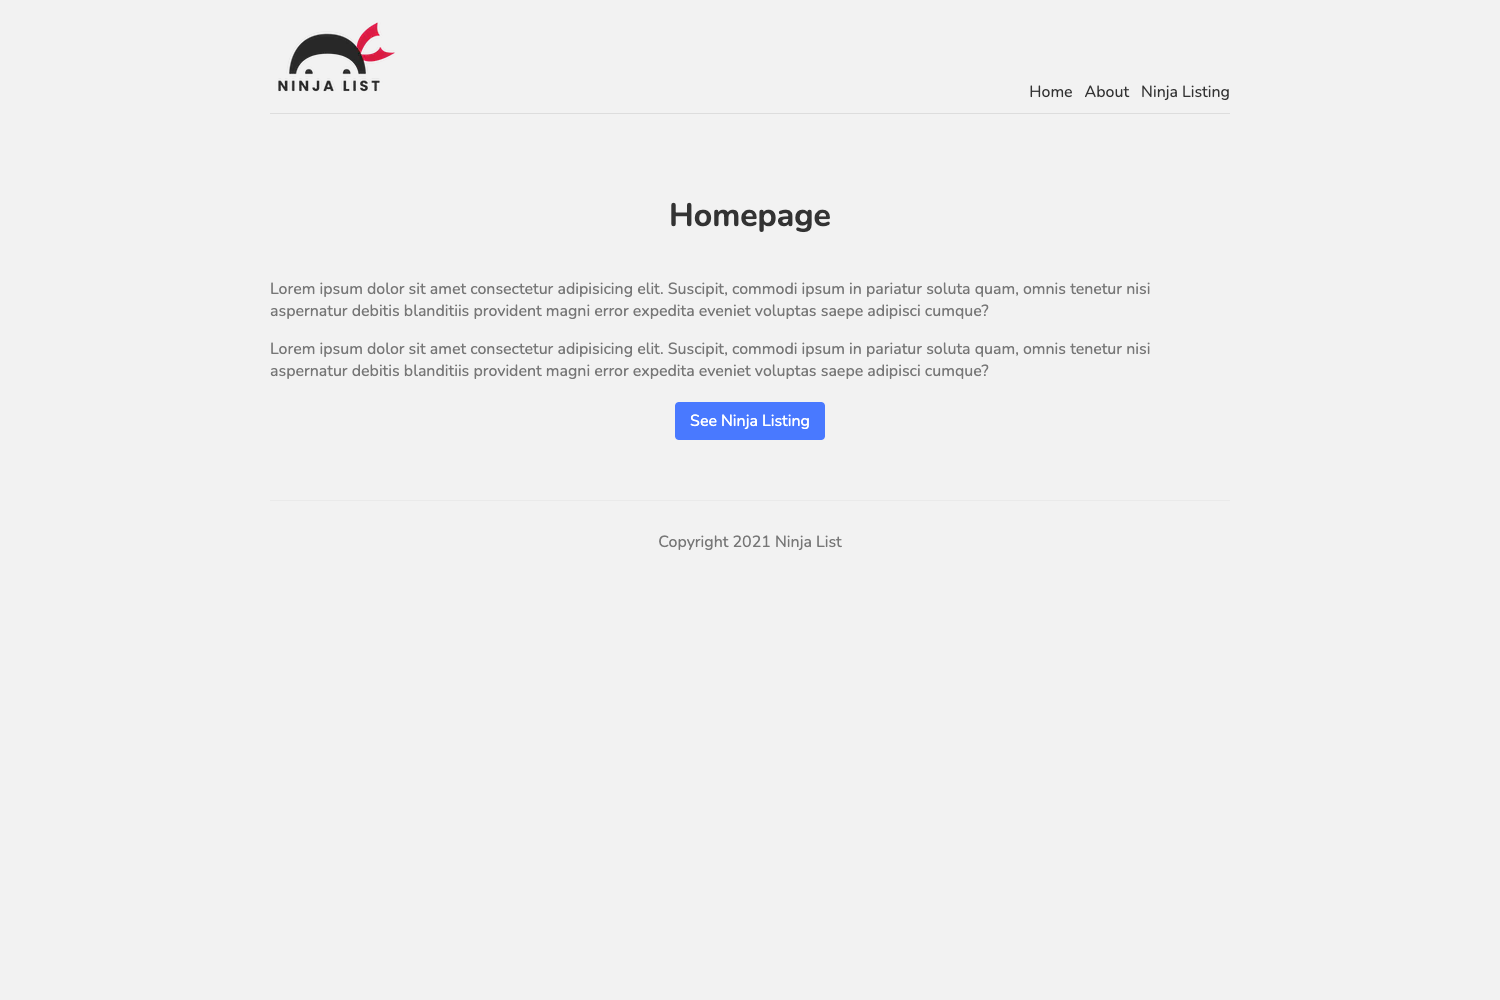 NINJA LIST
Home About Ninja Listing
Homepage
Lorem ipsum dolor sit amet consectetur adipisicing elit. Suscipit, commodi ipsum in pariatur soluta quam, omnis tenetur nisi
aspernatur debitis blanditiis provident magni error expedita eveniet voluptas saepe adipisci cumque?
Lorem ipsum dolor sit amet consectetur adipisicing elit. Suscipit, commodi ipsum in pariatur soluta quam, omnis tenetur nisi
aspernatur debitis blanditiis provident magni error expedita eveniet voluptas saepe adipisci cumque?
See Ninja Listing
Copyright 2021 Ninja List